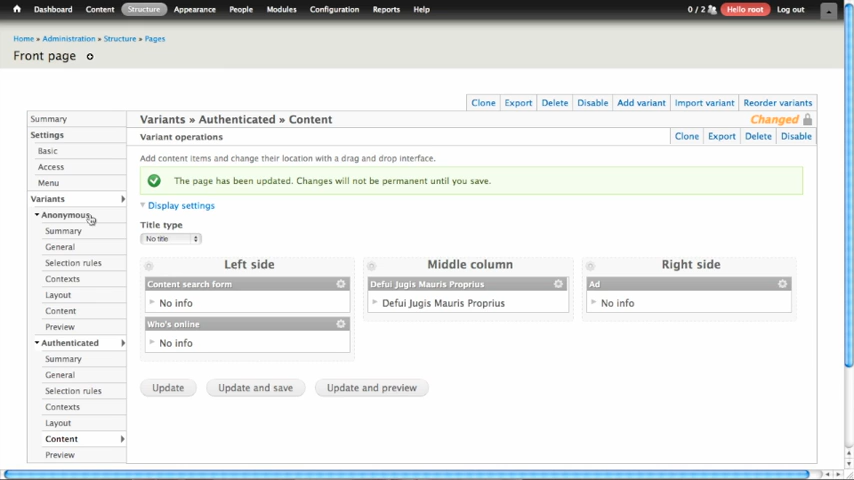 Dashboard Content Structure Appearance People Modules Configuration Reports Help 0 / 2 Hello root Log out
Home » Administration » Structure » Pages
Front page
Clone Export Delete Disable Add variant Import variant Reorder variants
Summary
Settings
Basic
Access
Menu
Variants
Anonymous
Summary
General
Selection rules
Contexts
Layout
Content
Preview
Authenticated
Summary
General
Selection rules
Contexts
Layout
Content
Preview
Variants » Authenticated » Content
Changed
Variant operations
Clone Export Delete Disable
Add content items and change their location with a drag and drop interface.
The page has been updated. Changes will not be permanent until you save.
Display settings
Title type
No title
Left side
Content search form
No info
Who's online
No info
Middle column
Defui Jugis Mauris Proprius
Defui Jugis Mauris Proprius
Right side
Ad
No info
Update Update and save Update and preview